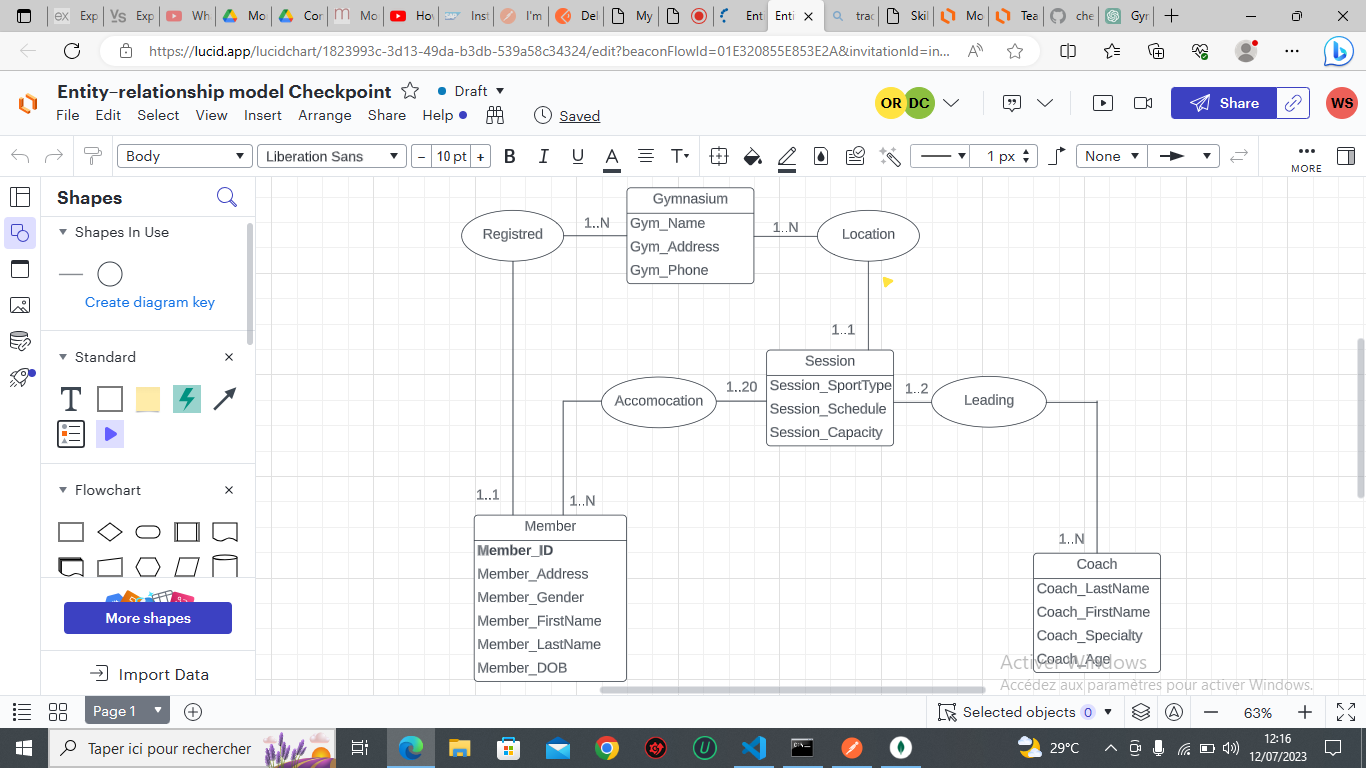 Exp
Exp
Wh
Mo
Cor
Mo
Hov
Inst
I'm
Del
My
Ent
Enti
trac
Skil
Mo
Tea
che
Gyr
https://lucid.app/lucidchart/1823993c-3d13-49da-b3db-539a58c34324/edit?beaconFlowId=01E320855E853E2A&invitationId=in...
Entity–relationship model Checkpoint
Draft
OR DC
Share
WS
File Edit Select View Insert Arrange Share Help
Saved
Body
Liberation Sans
− 10 pt +
B I U A T
1 px
None
MORE
Shapes
Shapes In Use
Create diagram key
Standard
T
Flowchart
More shapes
Import Data
Gymnasium
Gym_Name
Gym_Address
Gym_Phone
Registred
1..N
1..N
Location
1..1
Session
Session_SportType
Session_Schedule
Session_Capacity
Accomocation
1..20
1..2
Leading
1..1
1..N
Member
Member_ID
Member_Address
Member_Gender
Member_FirstName
Member_LastName
Member_DOB
1..N
Coach
Coach_LastName
Coach_FirstName
Coach_Specialty
Coach_Age
Activer Windows
Accédez aux paramètres pour activer Windows.
Page 1
Selected objects 0
63%
Taper ici pour rechercher
29°C
12:16
12/07/2023